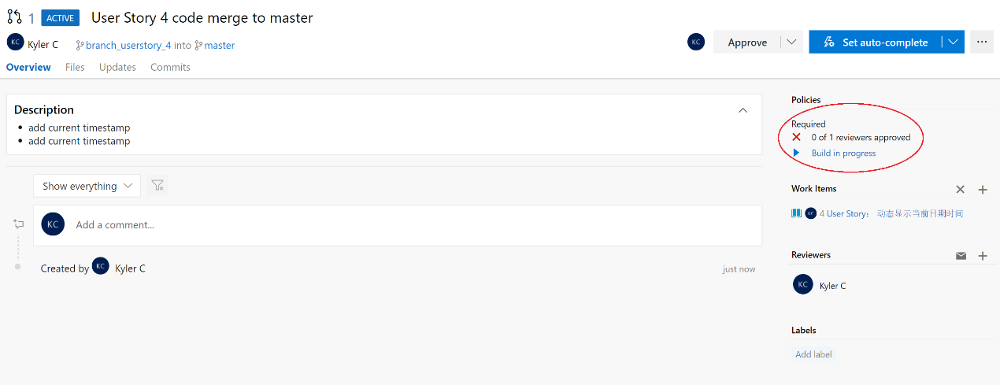 1 ACTIVE User Story 4 code merge to master
KC Kyler C branch_userstory_4 into master
KC Approve Set auto-complete ...
Overview Files Updates Commits
Description
• add current timestamp
• add current timestamp
Show everything
KC Add a comment...
Created by KC Kyler C just now
Policies
Required
0 of 1 reviewers approved
Build in progress
Work Items
KC 4 User Story： 动态显示当前日期时间
Reviewers
KC Kyler C
Labels
Add label